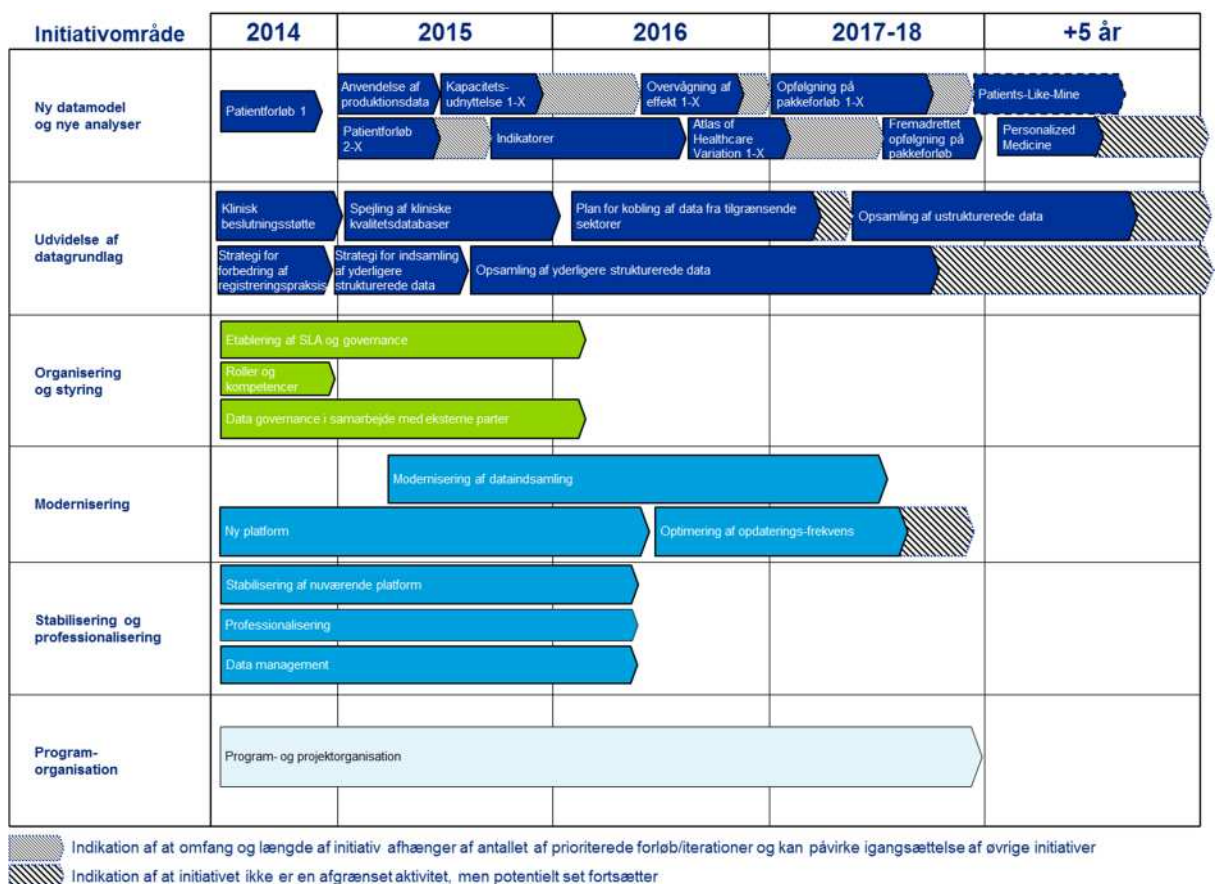 Initiativområde 2014 2015 2016 2017-18 +5 år
Ny datamodel
og nye analyser
Patientforløb 1
Anvendelse af
produktionsdata
Kapacitets-
udnyttelse 1-X
Overvågning af
effekt 1-X
Opfølgning på
pakkeforløb 1-X
Patients-Like-Mine
Patientforløb
2-X
Indikatorer
Atlas of
Healthcare
Variation 1-X
Fremadrettet
opfølgning på
pakkeforløb
Personalized
Medicine
Udvidelse af
datagrundlag
Klinisk
beslutningsstøtte
Spejling af kliniske
kvalitetsdatabaser
Plan for kobling af data fra tilgrænsende
sektorer
Opsamling af ustrukturerede data
Strategi for
forbedring af
registreringspraksis
Strategi for indsamling
af yderligere
strukturerede data
Opsamling af yderligere strukturerede data
Organisering
og styring
Etablering af SLA og governance
Roller og
kompetencer
Data governance i samarbejde med eksterne parter
Modernisering
Modernisering af dataindsamling
Ny platform
Optimering af opdaterings-frekvens
Stabilisering og
professionalisering
Stabilisering af nuværende platform
Professionalisering
Data management
Program-
organisation
Program- og projektorganisation
Indikation af at omfang og længde af initiativ afhænger af antallet af prioriterede forløb/iterationer og kan påvirke igangsættelse af øvrige initiativer
Indikation af at initiativet ikke er en afgrænset aktivitet, men potentielt set fortsætter